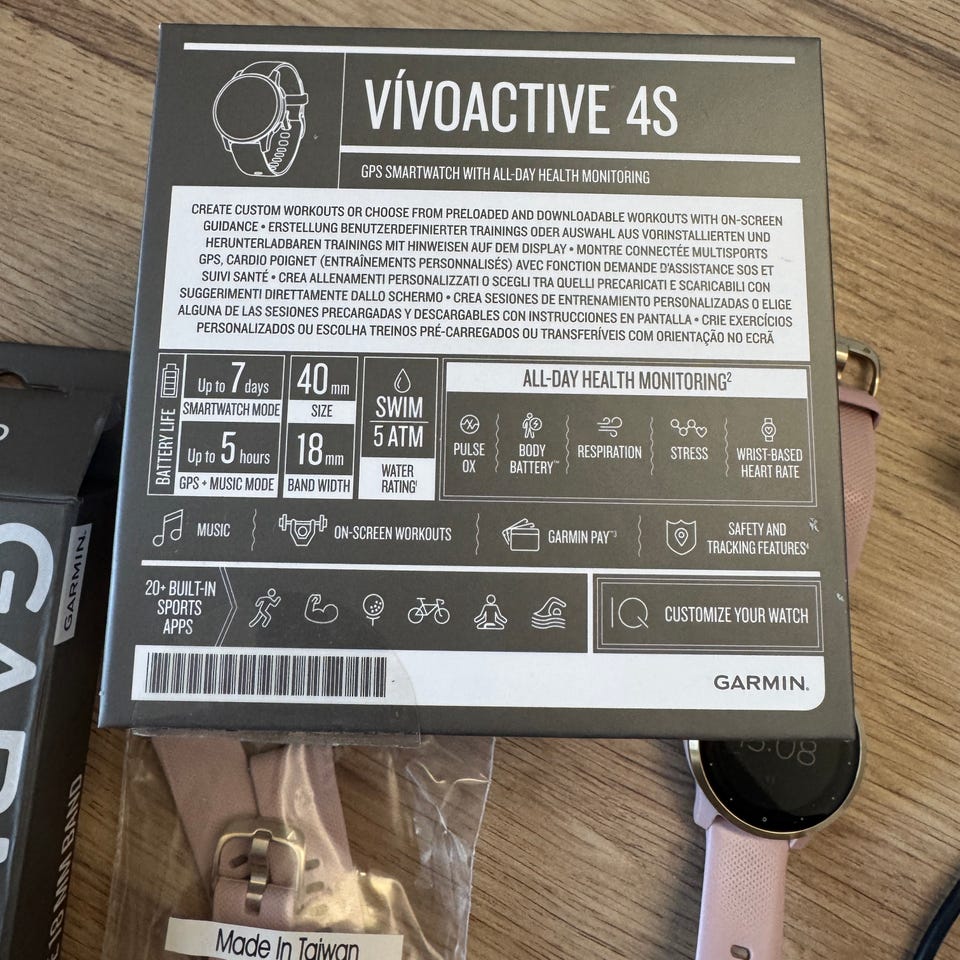 VÍVOACTIVE 4S
GPS SMARTWATCH WITH ALL-DAY HEALTH MONITORING
CREATE CUSTOM WORKOUTS OR CHOOSE FROM PRELOADED AND DOWNLOADABLE WORKOUTS WITH ON-SCREEN
GUIDANCE • ERSTELLUNG BENUTZERDEFINIERTER TRAININGS ODER AUSWAHL AUS VORINSTALLIERTEN UND
HERUNTERLADBAREN TRAININGS MIT HINWEISEN AUF DEM DISPLAY • MONTRE CONNECTÉE MULTISPORTS
GPS, CARDIO POIGNET (ENTRAÎNEMENTS PERSONNALISÉS) AVEC FONCTION DEMANDE D'ASSISTANCE SOS ET
SUIVI SANTÉ • CREA ALLENAMENTI PERSONALIZZATI O SCEGLI TRA QUELLI PRECARICATI E SCARICABILI CON
SUGGERIMENTI DIRETTAMENTE DALLO SCHERMO • CREA SESIONES DE ENTRENAMIENTO PERSONALIZADAS O ELIGE
ALGUNA DE LAS SESIONES PRECARGADAS Y DESCARGABLES CON INSTRUCCIONES EN PANTALLA • CRIE EXERCÍCIOS
PERSONALIZADOS OU ESCOLHA TREINOS PRÉ-CARREGADOS OU TRANSFERÍVEIS COM ORIENTAÇÃO NO ECRÃ
BATTERY LIFE
Up to 7 days
SMARTWATCH MODE
Up to 5 hours
GPS + MUSIC MODE
40 mm
SIZE
18 mm
BAND WIDTH
SWIM
5 ATM
WATER
RATING¹
ALL-DAY HEALTH MONITORING²
PULSE
OX
BODY
BATTERY™
RESPIRATION
STRESS
WRIST-BASED
HEART RATE
MUSIC
ON-SCREEN WORKOUTS
GARMIN PAY™³
SAFETY AND
TRACKING FEATURES⁴
20+ BUILT-IN
SPORTS
APPS
IQ
CUSTOMIZE YOUR WATCH
GARMIN.
GARMIN.
MM BAND
Made In Taiwan